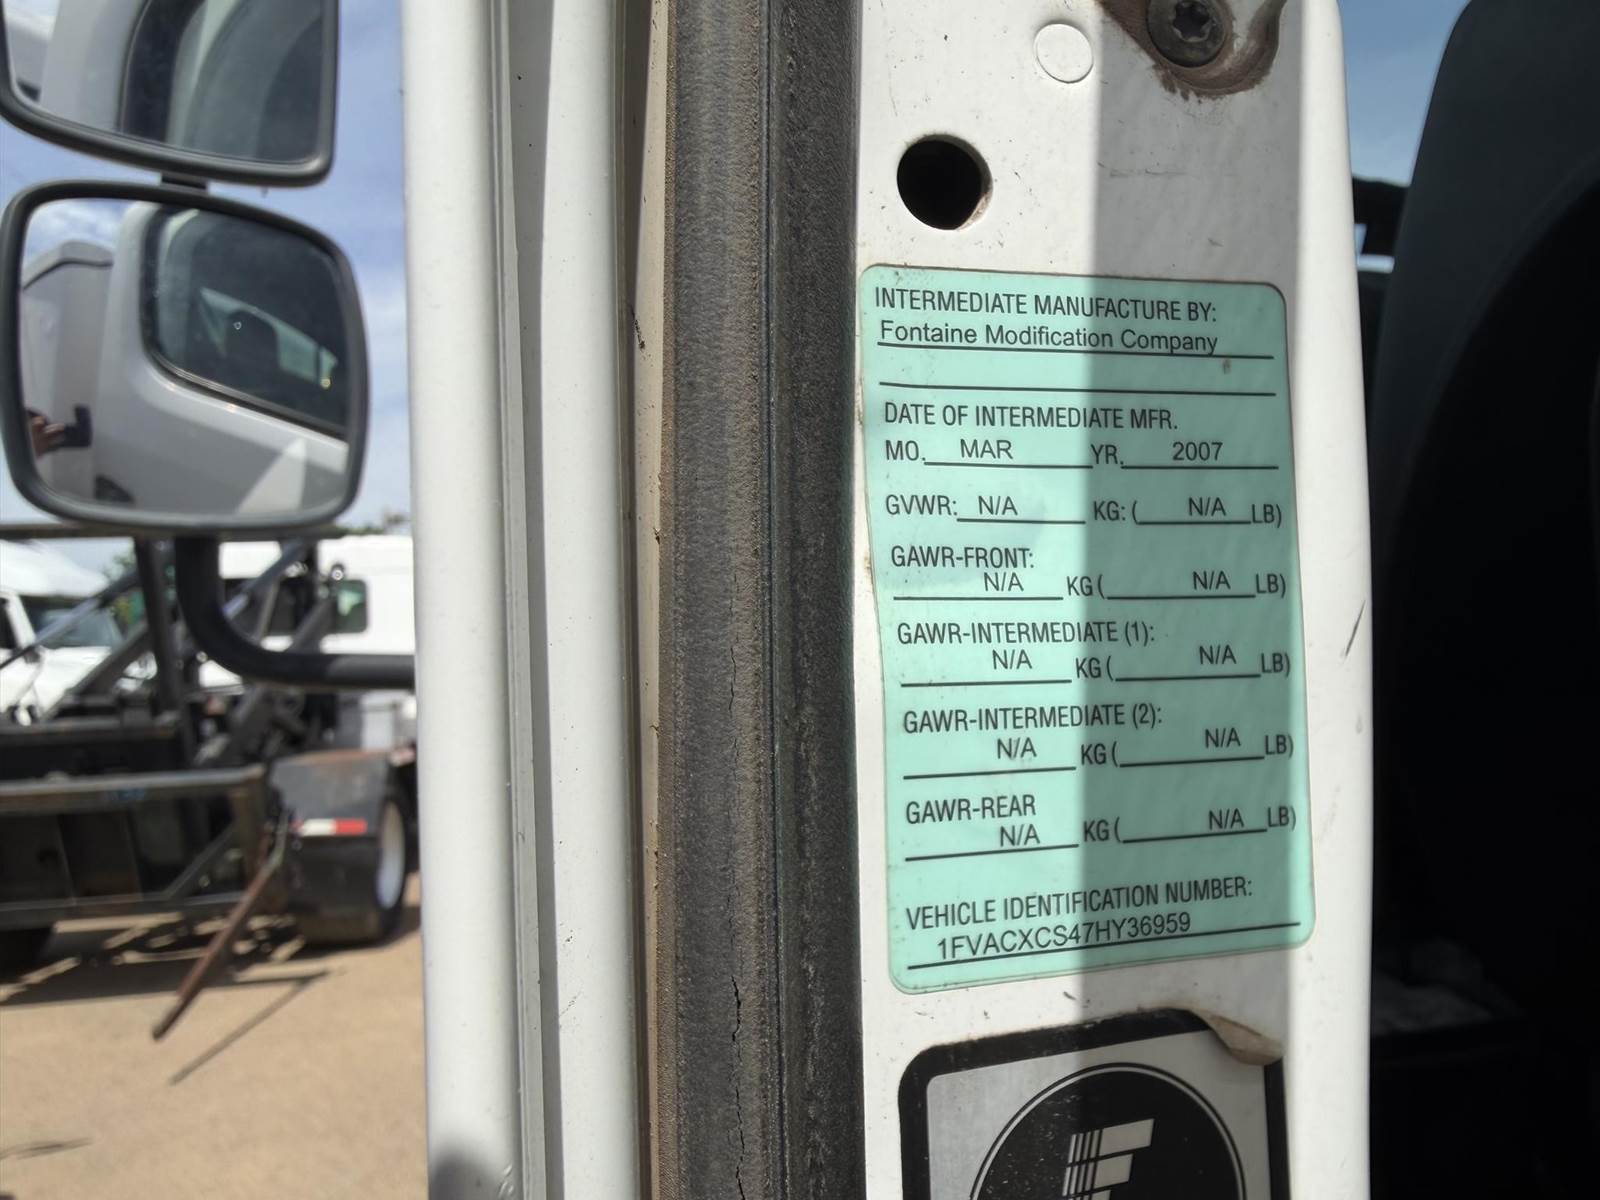 INTERMEDIATE MANUFACTURE BY:
Fontaine Modification Company
DATE OF INTERMEDIATE MFR.
MO. MAR YR. 2007
GVWR: N/A KG: ( N/A LB)
GAWR-FRONT:
N/A KG ( N/A LB)
GAWR-INTERMEDIATE (1):
N/A KG ( N/A LB)
GAWR-INTERMEDIATE (2):
N/A KG ( N/A LB)
GAWR-REAR
N/A KG ( N/A LB)
VEHICLE IDENTIFICATION NUMBER:
1FVACXCS47HY36959